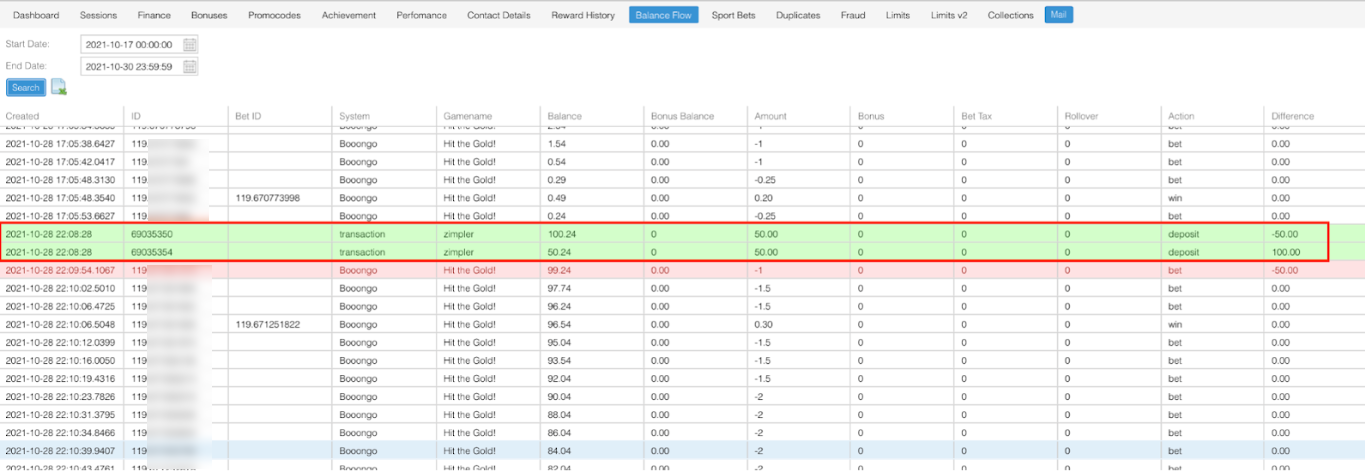 Dashboard Sessions Finance Bonuses Promocodes Achievement Perfomance Contact Details Reward History Balance Flow Sport Bets Duplicates Fraud Limits Limits v2 Collections Mail
Start Date: 2021-10-17 00:00:00
End Date: 2021-10-30 23:59:59
Search
Created ID Bet ID System Gamename Balance Bonus Balance Amount Bonus Bet Tax Rollover Action Difference
Booongo Hit the Gold! 2.54 0.00 -1 0 0 0 bet 0.00
2021-10-28 17:05:38.6427 119. Booongo Hit the Gold! 1.54 0.00 -1 0 0 0 bet 0.00
2021-10-28 17:05:42.0417 119. Booongo Hit the Gold! 0.54 0.00 -1 0 0 0 bet 0.00
2021-10-28 17:05:48.3130 119. Booongo Hit the Gold! 0.29 0.00 -0.25 0 0 0 bet 0.00
2021-10-28 17:05:48.3540 119. 119.670773998 Booongo Hit the Gold! 0.49 0.00 0.20 0 0 0 win 0.00
2021-10-28 17:05:53.6627 119. Booongo Hit the Gold! 0.24 0.00 -0.25 0 0 0 bet 0.00
2021-10-28 22:08:28 69035350 transaction zimpler 100.24 0 50.00 0 0 0 deposit -50.00
2021-10-28 22:08:28 69035354 transaction zimpler 50.24 0 50.00 0 0 0 deposit 100.00
2021-10-28 22:09:54.1067 119 Booongo Hit the Gold! 99.24 0.00 -1 0 0 0 bet -50.00
2021-10-28 22:10:02.5010 119 Booongo Hit the Gold! 97.74 0.00 -1.5 0 0 0 bet 0.00
2021-10-28 22:10:06.4725 119 Booongo Hit the Gold! 96.24 0.00 -1.5 0 0 0 bet 0.00
2021-10-28 22:10:06.5048 119 119.671251822 Booongo Hit the Gold! 96.54 0.00 0.30 0 0 0 win 0.00
2021-10-28 22:10:12.0399 119 Booongo Hit the Gold! 95.04 0.00 -1.5 0 0 0 bet 0.00
2021-10-28 22:10:16.0050 119 Booongo Hit the Gold! 93.54 0.00 -1.5 0 0 0 bet 0.00
2021-10-28 22:10:19.4316 119 Booongo Hit the Gold! 92.04 0.00 -1.5 0 0 0 bet 0.00
2021-10-28 22:10:23.7826 119 Booongo Hit the Gold! 90.04 0.00 -2 0 0 0 bet 0.00
2021-10-28 22:10:31.3795 119 Booongo Hit the Gold! 88.04 0.00 -2 0 0 0 bet 0.00
2021-10-28 22:10:34.8466 119 Booongo Hit the Gold! 86.04 0.00 -2 0 0 0 bet 0.00
2021-10-28 22:10:39.9407 119 Booongo Hit the Gold! 84.04 0.00 -2 0 0 0 bet 0.00
2021-10-28 22:10:43.4761 119 Booongo Hit the Gold! 82.04 0.00 -2 0 0 0 bet 0.00